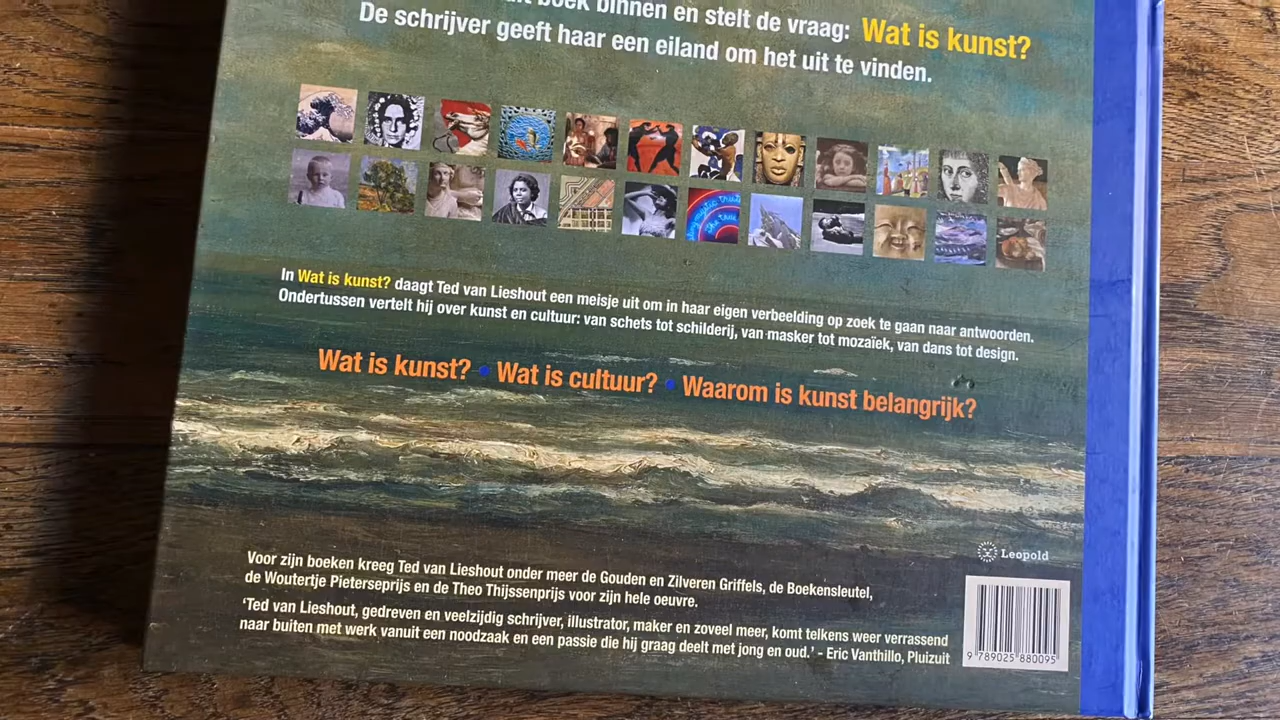 boek binnen en stelt de vraag: Wat is kunst?
De schrijver geeft haar een eiland om het uit te vinden.
In Wat is kunst? daagt Ted van Lieshout een meisje uit om in haar eigen verbeelding op zoek te gaan naar antwoorden.
Ondertussen vertelt hij over kunst en cultuur: van schets tot schilderij, van masker tot mozaïek, van dans tot design.
Wat is kunst? • Wat is cultuur? • Waarom is kunst belangrijk?
Leopold
Voor zijn boeken kreeg Ted van Lieshout onder meer de Gouden en Zilveren Griffels, de Boekensleutel,
de Woutertje Pieterseprijs en de Theo Thijssenprijs voor zijn hele oeuvre.
‘Ted van Lieshout, gedreven en veelzijdig schrijver, illustrator, maker en zoveel meer, komt telkens weer verrassend
naar buiten met werk vanuit een noodzaak en een passie die hij graag deelt met jong en oud.’ - Eric Vanthillo, Pluizuit
9 789025 880095